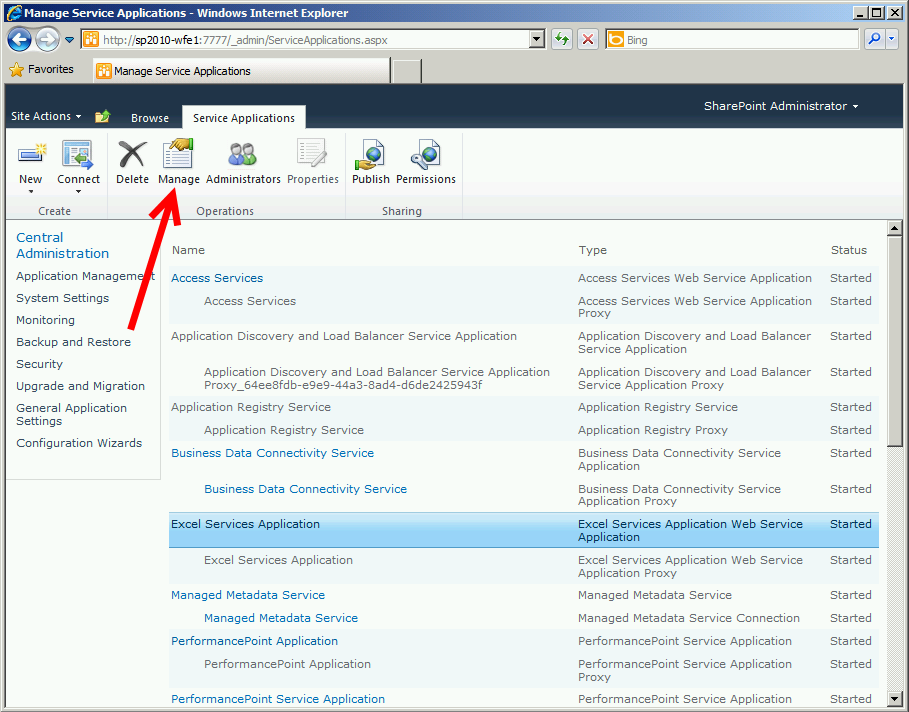 Manage Service Applications - Windows Internet Explorer
http://sp2010-wfe1:7777/_admin/ServiceApplications.aspx
Bing
Favorites
Manage Service Applications
SharePoint Administrator
Site Actions
Browse
Service Applications
New
Connect
Delete
Manage
Administrators
Properties
Publish
Permissions
Create
Operations
Sharing
Central
Administration
Application Management
System Settings
Monitoring
Backup and Restore
Security
Upgrade and Migration
General Application
Settings
Configuration Wizards
Name Type Status
Access Services Access Services Web Service Application Started
Access Services Access Services Web Service Application Started
Proxy
Application Discovery and Load Balancer Service Application Application Discovery and Load Balancer Started
Service Application
Application Discovery and Load Balancer Service Application Application Discovery and Load Balancer Started
Proxy_64ee8fdb-e9e9-44a3-8ad4-d6de2425943f Service Application Proxy
Application Registry Service Application Registry Service Started
Application Registry Service Application Registry Proxy Started
Business Data Connectivity Service Business Data Connectivity Service Started
Application
Business Data Connectivity Service Business Data Connectivity Service Started
Application Proxy
Excel Services Application Excel Services Application Web Service Started
Application
Excel Services Application Excel Services Application Web Service Started
Application Proxy
Managed Metadata Service Managed Metadata Service Started
Managed Metadata Service Managed Metadata Service Connection Started
PerformancePoint Application PerformancePoint Service Application Started
PerformancePoint Application PerformancePoint Service Application Started
Proxy
PerformancePoint Service Application PerformancePoint Service Application Started